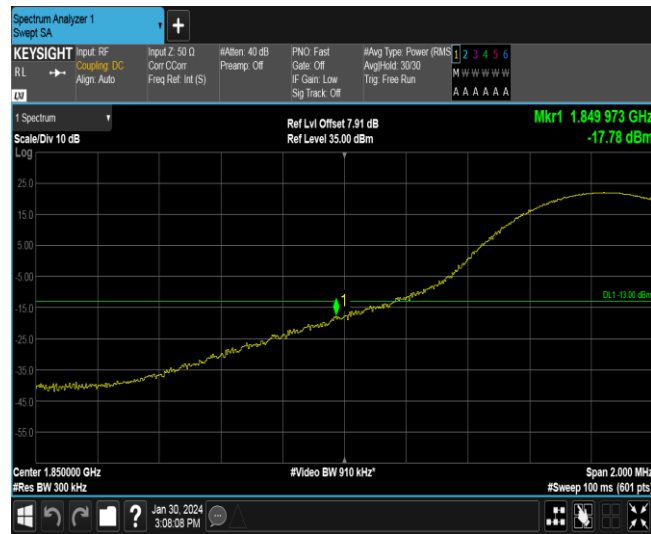 Spectrum Analyzer 1
Swept SA
+
KEYSIGHT
RL
LXI
Input: RF
Coupling: DC
Align: Auto
Input Z: 50 Ω
Corr CCorr
Freq Ref: Int (S)
#Atten: 40 dB
Preamp: Off
PNO: Fast
Gate: Off
IF Gain: Low
Sig Track: Off
#Avg Type: Power (RMS
Avg|Hold: 30/30
Trig: Free Run
1 2 3 4 5 6
M W W W W W
A A A A A A
1 Spectrum
Scale/Div 10 dB
Log
Ref Lvl Offset 7.91 dB
Ref Level 35.00 dBm
Mkr1 1.849 973 GHz
-17.78 dBm
25.0
15.0
5.00
-5.00
-15.0
-25.0
-35.0
-45.0
-55.0
1
DL1 -13.00 dBm
Center 1.850000 GHz
#Res BW 300 kHz
#Video BW 910 kHz*
Span 2.000 MHz
#Sweep 100 ms (601 pts
?
Jan 30, 2024
3:08:08 PM